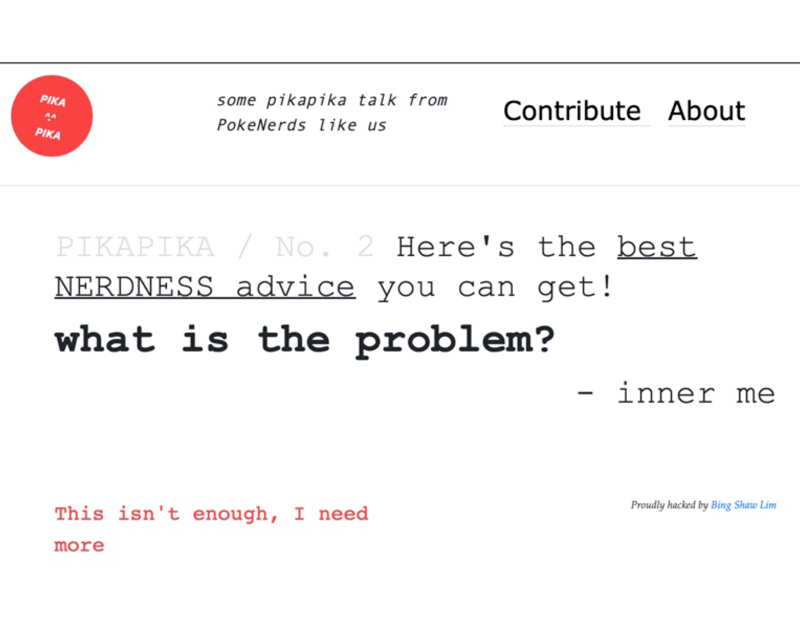 PIKA
^.^
PIKA
some pikapika talk from
PokeNerds like us
Contribute About
PIKAPIKA / No. 2 Here's the best
NERDNESS advice you can get!
what is the problem?
- inner me
This isn't enough, I need
more
Proudly hacked by Bing Shaw Lim